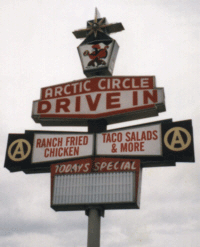 ARCTIC CIRCLE
DRIVE IN
A
RANCH FRIED
CHICKEN
TACO SALADS
& MORE
A
TODAYS SPECIAL